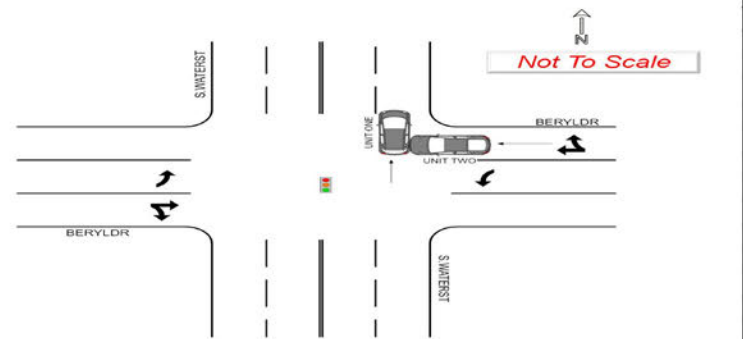 N
Not To Scale
S.WATERST
UNIT ONE
BERYLDR
UNIT TWO
BERYLDR
S.WATERST